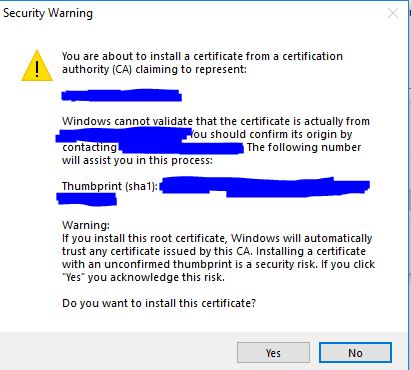 Security Warning
You are about to install a certificate from a certification
authority (CA) claiming to represent:
Windows cannot validate that the certificate is actually from
You should confirm its origin by
contacting The following number
will assist you in this process:
Thumbprint (sha1):
Warning:
If you install this root certificate, Windows will automatically
trust any certificate issued by this CA. Installing a certificate
with an unconfirmed thumbprint is a security risk. If you click
"Yes" you acknowledge this risk.
Do you want to install this certificate?
Yes No